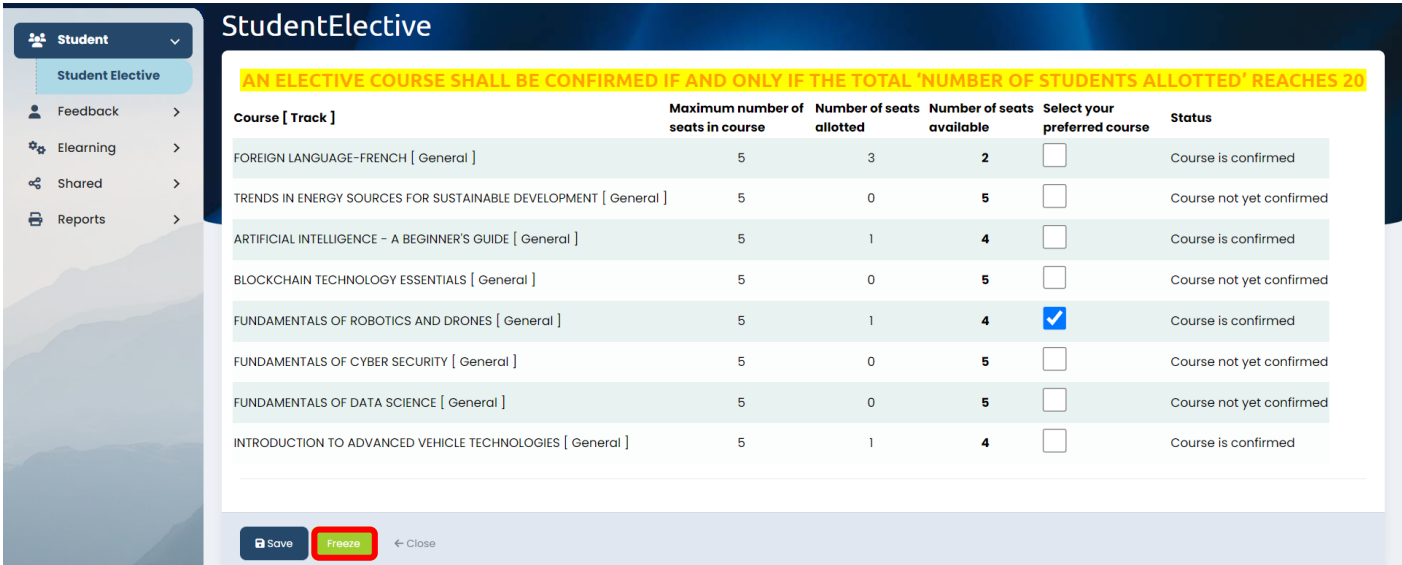 StudentElective
Student
Student Elective
Feedback
Elearning
Shared
Reports
AN ELECTIVE COURSE SHALL BE CONFIRMED IF AND ONLY IF THE TOTAL ‘NUMBER OF STUDENTS ALLOTTED’ REACHES 20
Course [ Track ] Maximum number of seats in course Number of seats allotted Number of seats available Select your preferred course Status
FOREIGN LANGUAGE-FRENCH [ General ] 5 3 2 Course is confirmed
TRENDS IN ENERGY SOURCES FOR SUSTAINABLE DEVELOPMENT [ General ] 5 0 5 Course not yet confirmed
ARTIFICIAL INTELLIGENCE - A BEGINNER'S GUIDE [ General ] 5 1 4 Course is confirmed
BLOCKCHAIN TECHNOLOGY ESSENTIALS [ General ] 5 0 5 Course not yet confirmed
FUNDAMENTALS OF ROBOTICS AND DRONES [ General ] 5 1 4 Course is confirmed
FUNDAMENTALS OF CYBER SECURITY [ General ] 5 0 5 Course not yet confirmed
FUNDAMENTALS OF DATA SCIENCE [ General ] 5 0 5 Course not yet confirmed
INTRODUCTION TO ADVANCED VEHICLE TECHNOLOGIES [ General ] 5 1 4 Course is confirmed
Save Freeze ← Close